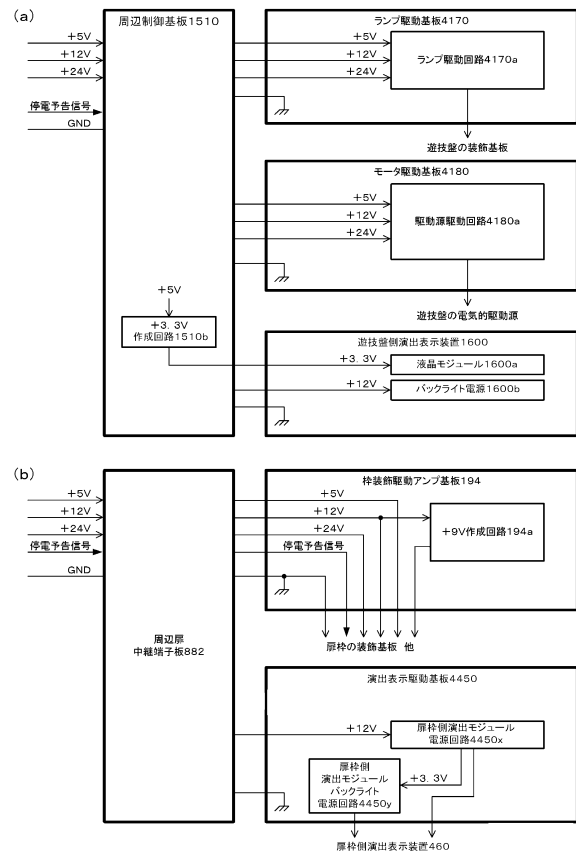 (a)
周辺制御基板1510
+5V
+12V
+24V
停電予告信号
GND
+5V
+3.3V
作成回路1510b
ランプ駆動基板4170
+5V
+12V
+24V
ランプ駆動回路4170a
遊技盤の装飾基板
モータ駆動基板4180
+5V
+12V
+24V
駆動源駆動回路4180a
遊技盤の電気的駆動源
遊技盤側演出表示装置1600
+3.3V
液晶モジュール1600a
+12V
バックライト電源1600b
(b)
+5V
+12V
+24V
停電予告信号
GND
周辺扉
中継端子板882
枠装飾駆動アンプ基板194
+5V
+12V
+24V
停電予告信号
+9V作成回路194a
扉枠の装飾基板 他
演出表示駆動基板4450
+12V
扉枠側演出モジュール
電源回路4450x
+3.3V
扉枠側
演出モジュール
バックライト
電源回路4450y
扉枠側演出表示装置460